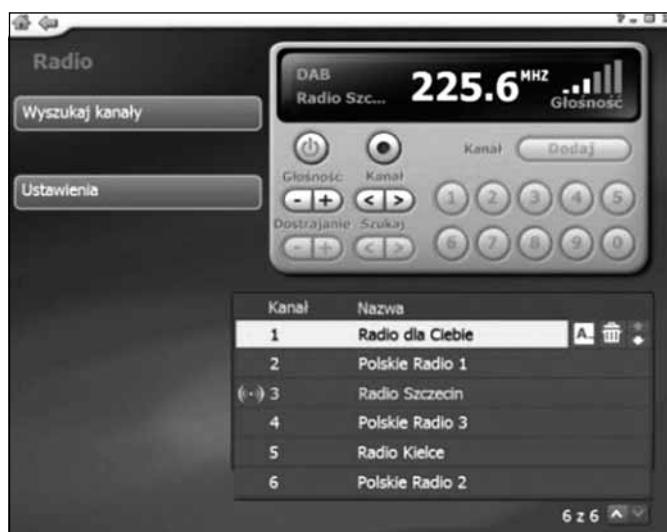 Radio
Wyszukaj kanały
Ustawienia
DAB
Radio Szc...
225.6 MHZ
Głośność
Kanał Dodaj
Głośność Kanał
- + < >
1 2 3 4 5
Dostrajanie Szukaj
- + < >
6 7 8 9 0
Kanał Nazwa
1 Radio dla Ciebie A..
2 Polskie Radio 1
3 Radio Szczecin
4 Polskie Radio 3
5 Radio Kielce
6 Polskie Radio 2
6 z 6